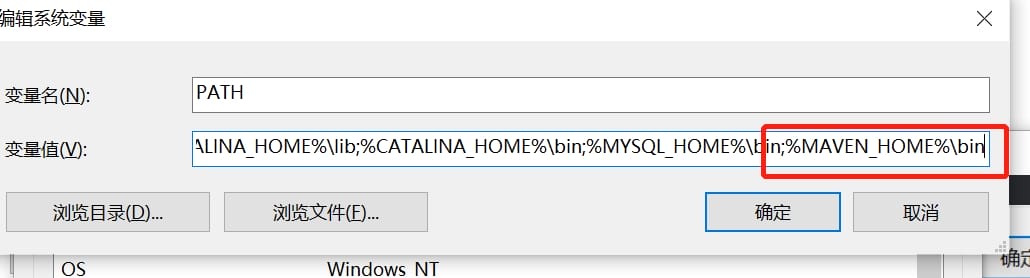 编辑系统变量
变量名(N):
PATH
变量值(V):
ALINA_HOME%\lib;%CATALINA_HOME%\bin;%MYSQL_HOME%\bin;%MAVEN_HOME%\bin
浏览目录(D)...
浏览文件(F)...
确定
取消
OS
Windows_NT
确定